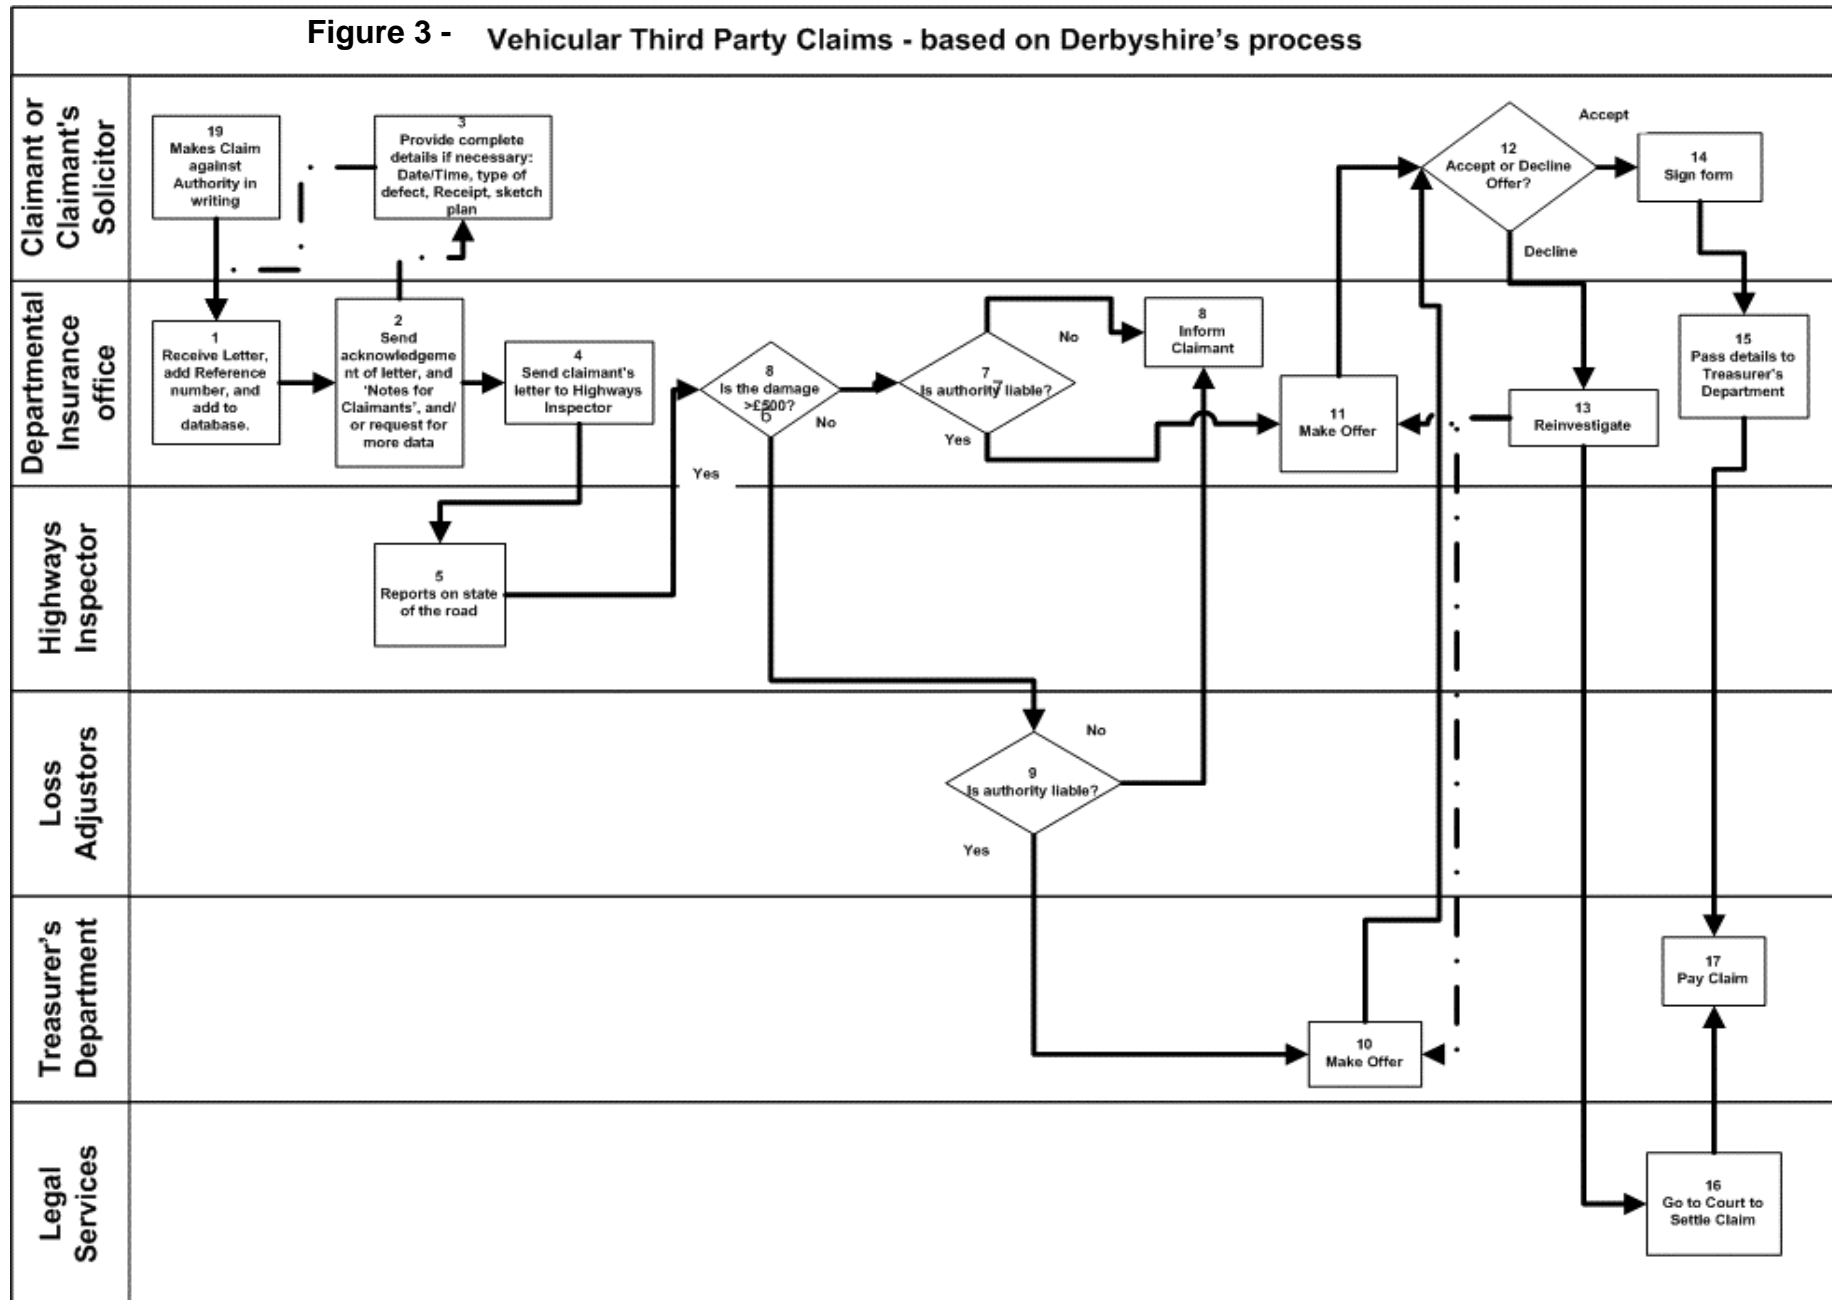 Figure 3 -
Vehicular Third Party Claims - based on Derbyshire's process
Claimant or
Claimant's
Solicitor
19
Makes Claim
against
Authority in
writing
3
Provide complete
details if necessary:
Date/Time, type of
defect, Receipt, sketch
plan
12
Accept or Decline
Offer?
Accept
Decline
14
Sign form
Departmental
Insurance
office
1
Receive Letter,
add Reference
number, and
add to
database.
2
Send
acknowledgeme
nt of letter, and
'Notes for
Claimants', and/
or request for
more data
4
Send claimant's
letter to Highways
Inspector
8
Is the damage
>£500?
6
No
Yes
7
Is authority liable?
7
No
Yes
8
Inform
Claimant
11
Make Offer
13
Reinvestigate
15
Pass details to
Treasurer's
Department
Highways
Inspector
5
Reports on state
of the road
Loss
Adjustors
9
Is authority liable?
No
Yes
Treasurer's
Department
10
Make Offer
17
Pay Claim
Legal
Services
16
Go to Court to
Settle Claim